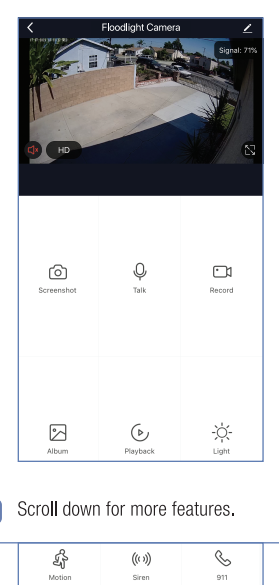 Floodlight Camera
Signal: 71%
HD
Screenshot
Talk
Record
Album
Playback
Light
Scroll down for more features.
Motion
Siren
911